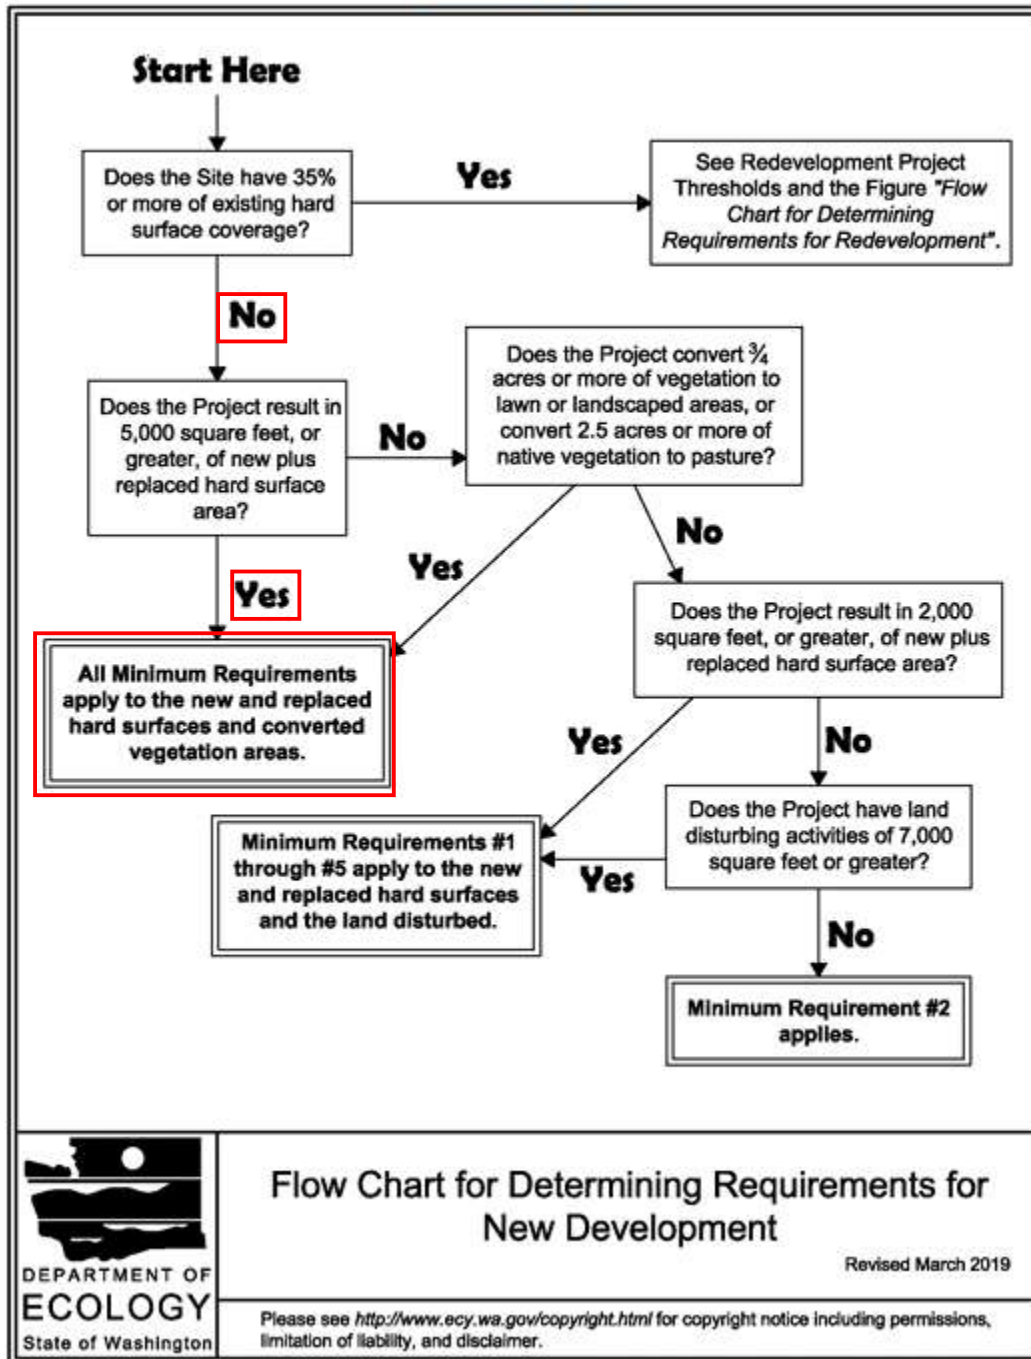 Start Here
Does the Site have 35%
or more of existing hard
surface coverage?
Yes
See Redevelopment Project
Thresholds and the Figure "Flow
Chart for Determining
Requirements for Redevelopment".
No
Does the Project result in
5,000 square feet, or
greater, of new plus
replaced hard surface
area?
No
Does the Project convert ¾
acres or more of vegetation to
lawn or landscaped areas, or
convert 2.5 acres or more of
native vegetation to pasture?
Yes
Yes
No
All Minimum Requirements
apply to the new and replaced
hard surfaces and converted
vegetation areas.
Does the Project result in 2,000
square feet, or greater, of new plus
replaced hard surface area?
Yes
No
Minimum Requirements #1
through #5 apply to the new
and replaced hard surfaces
and the land disturbed.
Yes
Does the Project have land
disturbing activities of 7,000
square feet or greater?
No
Minimum Requirement #2
applies.
DEPARTMENT OF
ECOLOGY
State of Washington
Flow Chart for Determining Requirements for
New Development
Revised March 2019
Please see http://www.ecy.wa.gov/copyright.html for copyright notice including permissions,
limitation of liability, and disclaimer.